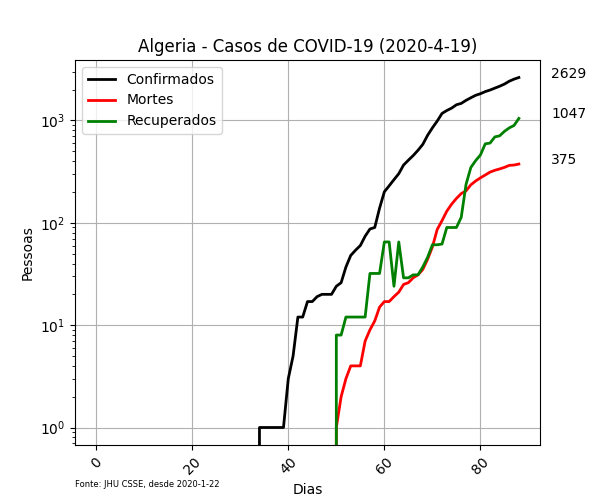 Algeria - Casos de COVID-19 (2020-4-19)
Confirmados
Mortes
Recuperados
2629
1047
375
10³
10²
10¹
10⁰
Pessoas
0 20 40 60 80
Dias
Fonte: JHU CSSE, desde 2020-1-22